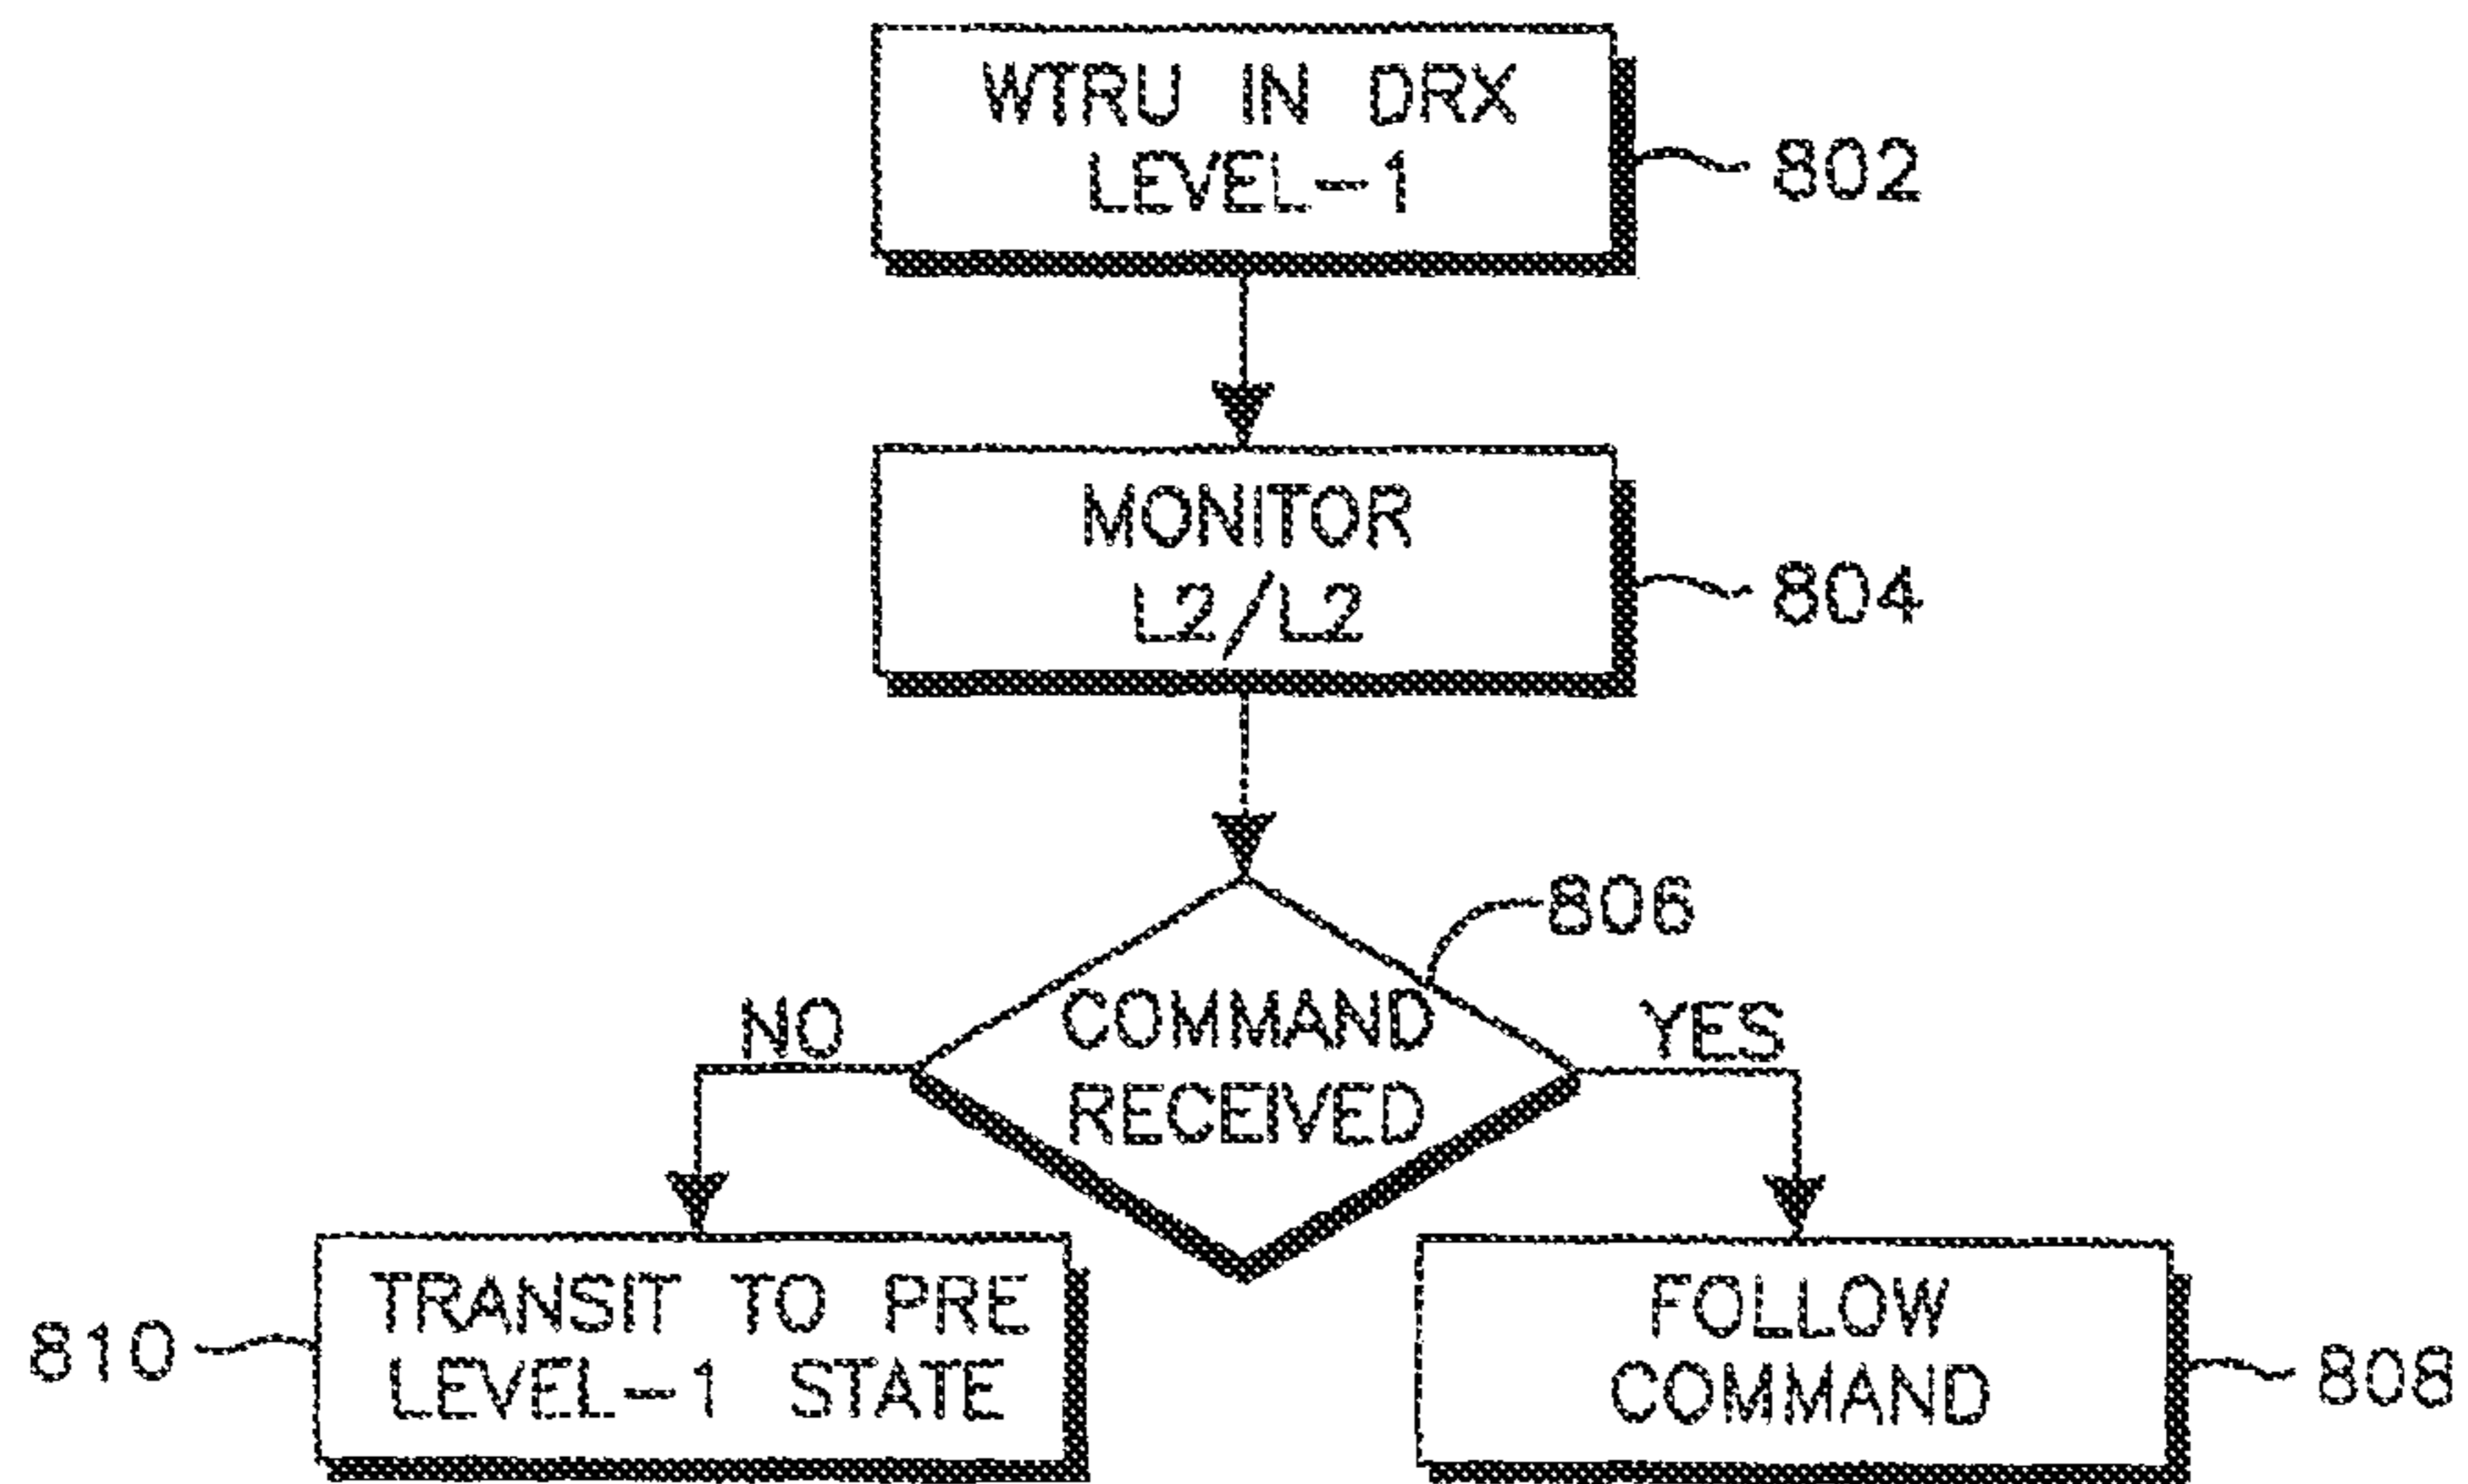 WTRU IN DRX
LEVEL-1
802
MONITOR
L2/L2
804
806
COMMAND
RECEIVED
NO
YES
TRANSIT TO PRE
LEVEL-1 STATE
810
FOLLOW
COMMAND
808